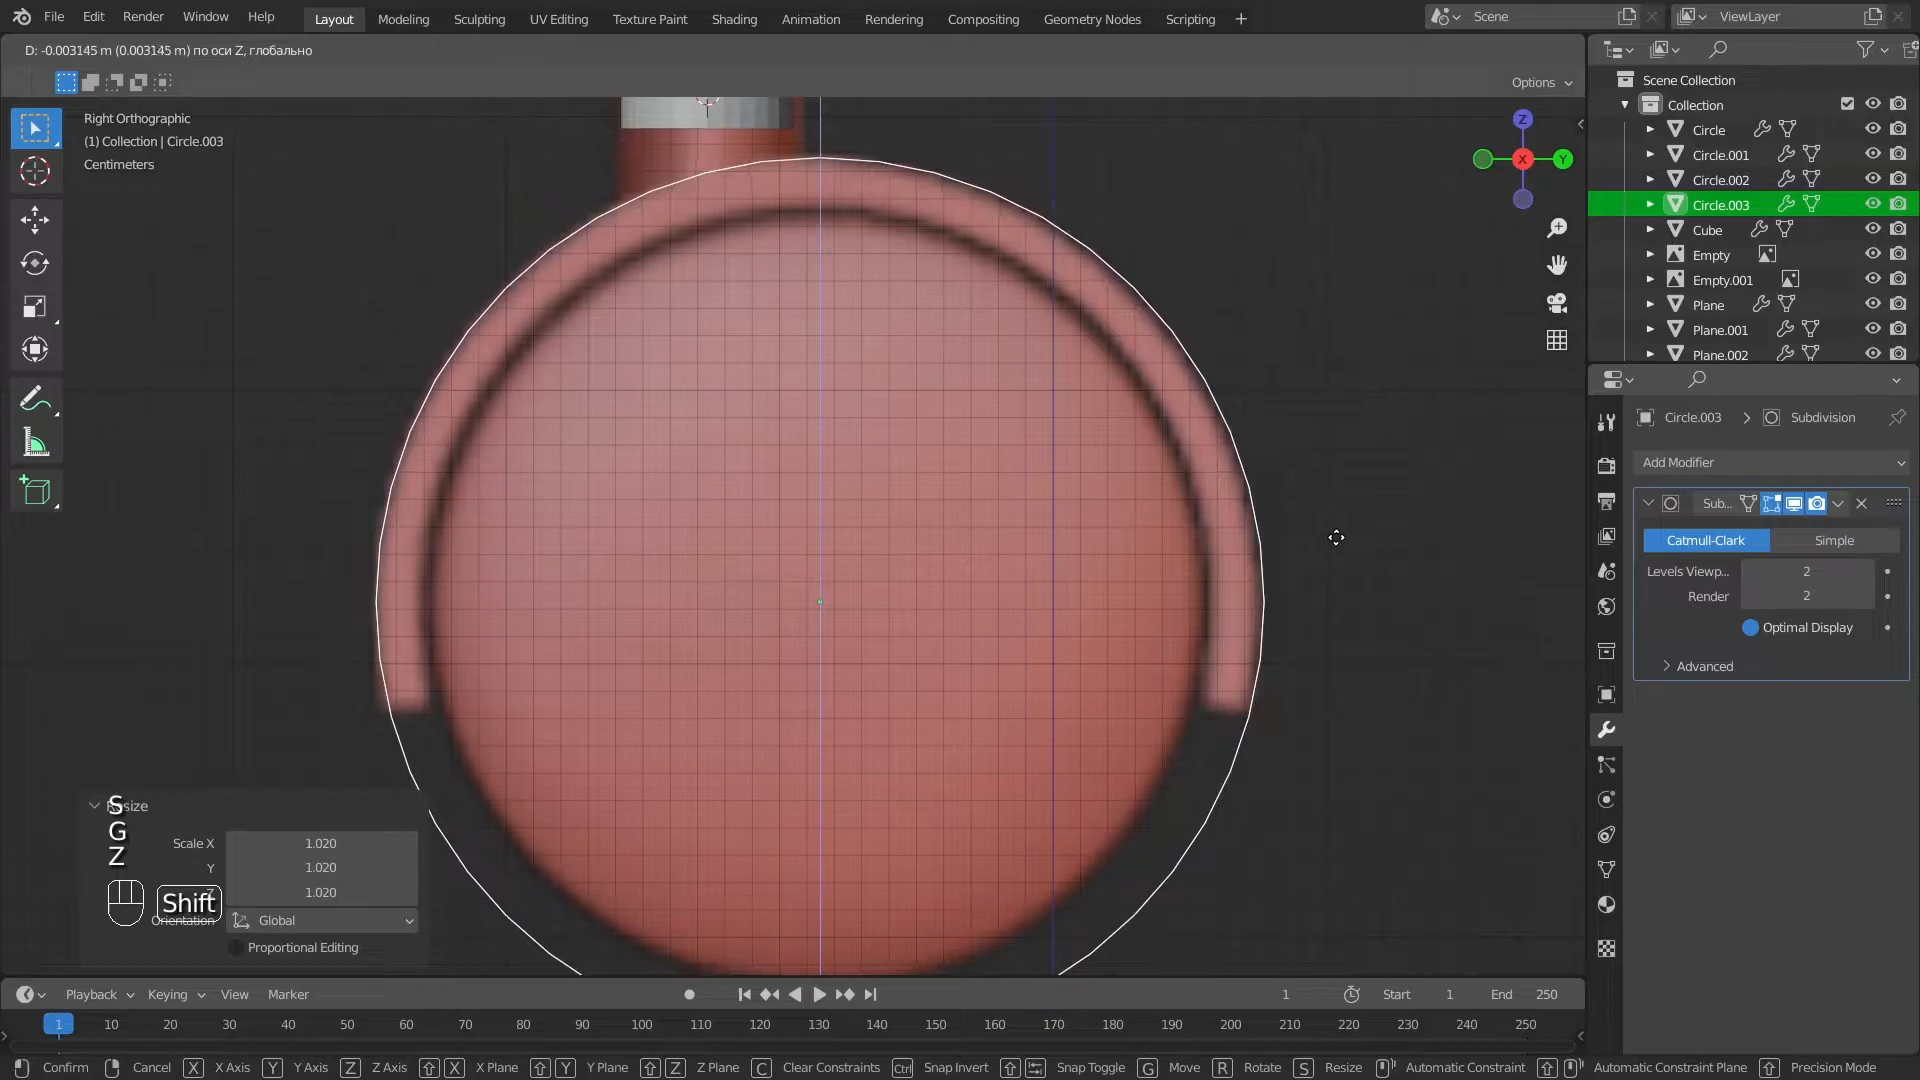 File Edit Render Window Help Layout Modeling Sculpting UV Editing Texture Paint Shading Animation Rendering Compositing Geometry Nodes Scripting + Scene ViewLayer
D: -0.003145 m (0.003145 m) по оси Z, глобально
Options
Right Orthographic
(1) Collection | Circle.003
Centimeters
Z
X
Y
Scene Collection
Collection
Circle
Circle.001
Circle.002
Circle.003
Cube
Empty
Empty.001
Plane
Plane.001
Plane.002
Circle.003 > Subdivision
Add Modifier
Sub...
Catmull-Clark Simple
Levels Viewp... 2
Render 2
Optimal Display
Advanced
S
Resize
G
Scale X 1.020
Z
Y 1.020
Z 1.020
Shift
Orientation Global
Proportional Editing
Playback Keying View Marker 1 Start 1 End 250
1 10 20 30 40 50 60 70 80 90 100 110 120 130 140 150 160 170 180 190 200 210 220 230 240 250
Confirm Cancel X X Axis Y Y Axis Z Z Axis X X Plane Y Y Plane Z Z Plane C Clear Constraints Ctrl Snap Invert Snap Toggle G Move R Rotate S Resize Automatic Constraint Automatic Constraint Plane Precision Mode